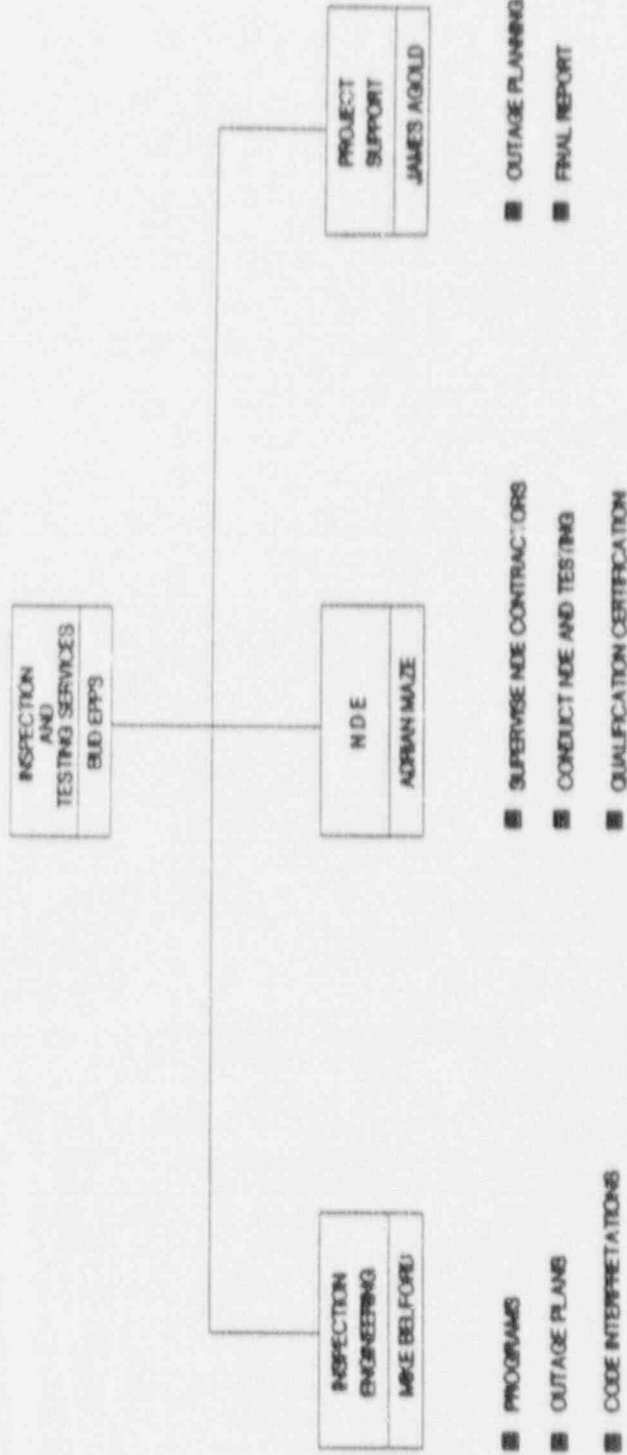 INSPECTION
AND
TESTING SERVICES
BUD EPPS
INSPECTION
ENGINEERING
MIKE BELFORD
PROGRAMS
OUTAGE PLANS
CODE INTERPRETATIONS
NDE
ADRIAN MAZE
SUPERVISE NDE CONTRACTORS
CONDUCT NDE AND TESTING
QUALIFICATION CERTIFICATION
PROJECT
SUPPORT
JAMES AGOLD
OUTAGE PLANNING
FINAL REPORT